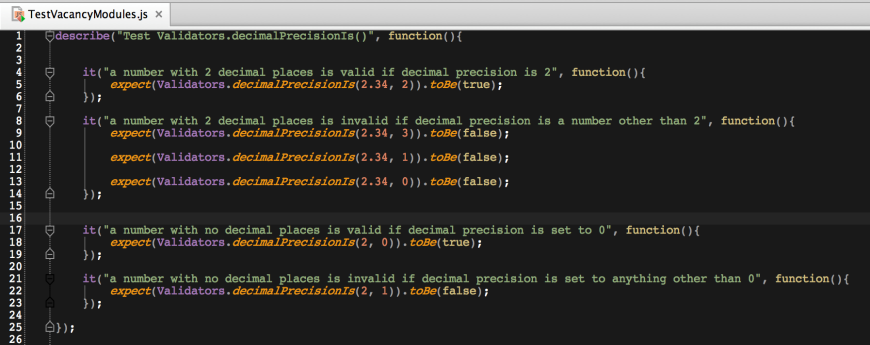 TestVacancyModules.js ×
1 describe("Test Validators.decimalPrecisionIs()", function(){
2
3
4 it("a number with 2 decimal places is valid if decimal precision is 2", function(){
5 expect(Validators.decimalPrecisionIs(2.34, 2)).toBe(true);
6 });
7
8 it("a number with 2 decimal places is invalid if decimal precision is a number other than 2", function(){
9 expect(Validators.decimalPrecisionIs(2.34, 3)).toBe(false);
10
11 expect(Validators.decimalPrecisionIs(2.34, 1)).toBe(false);
12
13 expect(Validators.decimalPrecisionIs(2.34, 0)).toBe(false);
14 });
15
16
17 it("a number with no decimal places is valid if decimal precision is set to 0", function(){
18 expect(Validators.decimalPrecisionIs(2, 0)).toBe(true);
19 });
20
21 it("a number with no decimal places is invalid if decimal precision is set to anything other than 0", function(){
22 expect(Validators.decimalPrecisionIs(2, 1)).toBe(false);
23 });
24
25 });
26